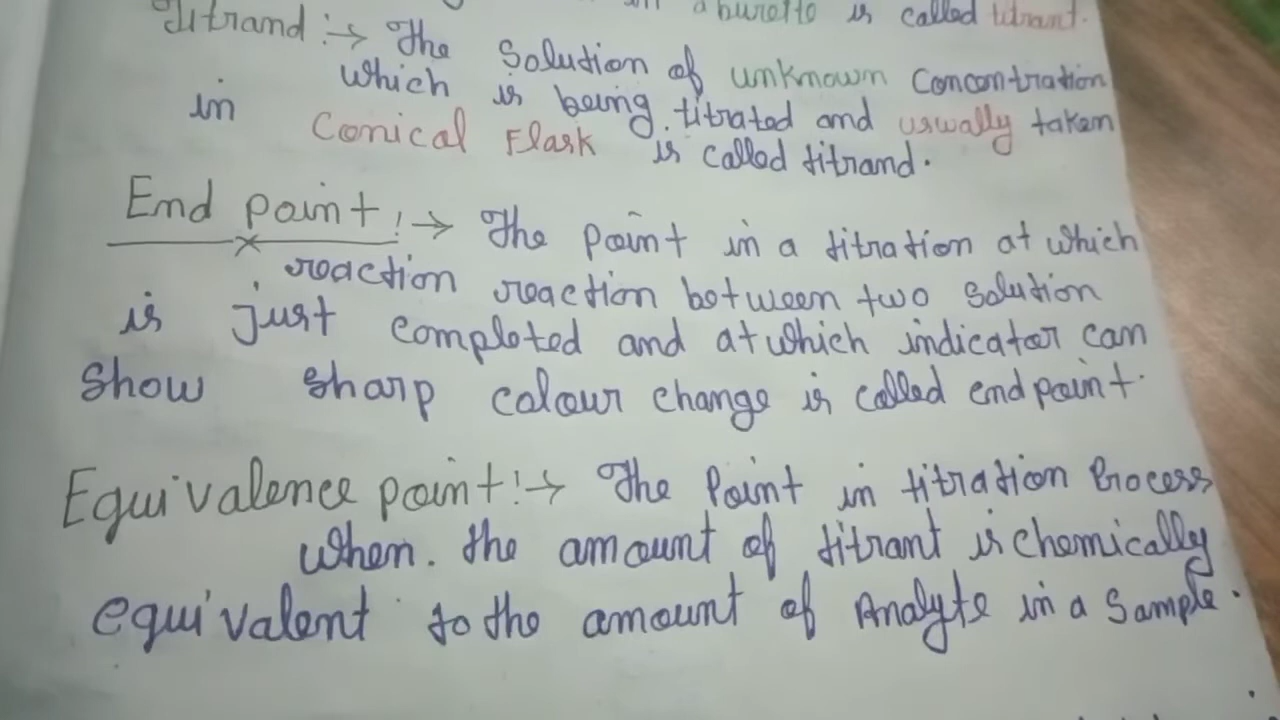 a burette is called titrant.
Titrand :→ The Solution of unknown Concentration
which is being titrated and uswally taken
in Conical Flask is called titrand.
End point :→ The point in a titration at which
reaction reaction between two solution
is just completed and at which indicator can
show sharp colour change is called end point.
Equivalence point :→ The Point in titration Process
when. the amount of titrant is chemically
equivalent to the amount of Analyte in a Sample.